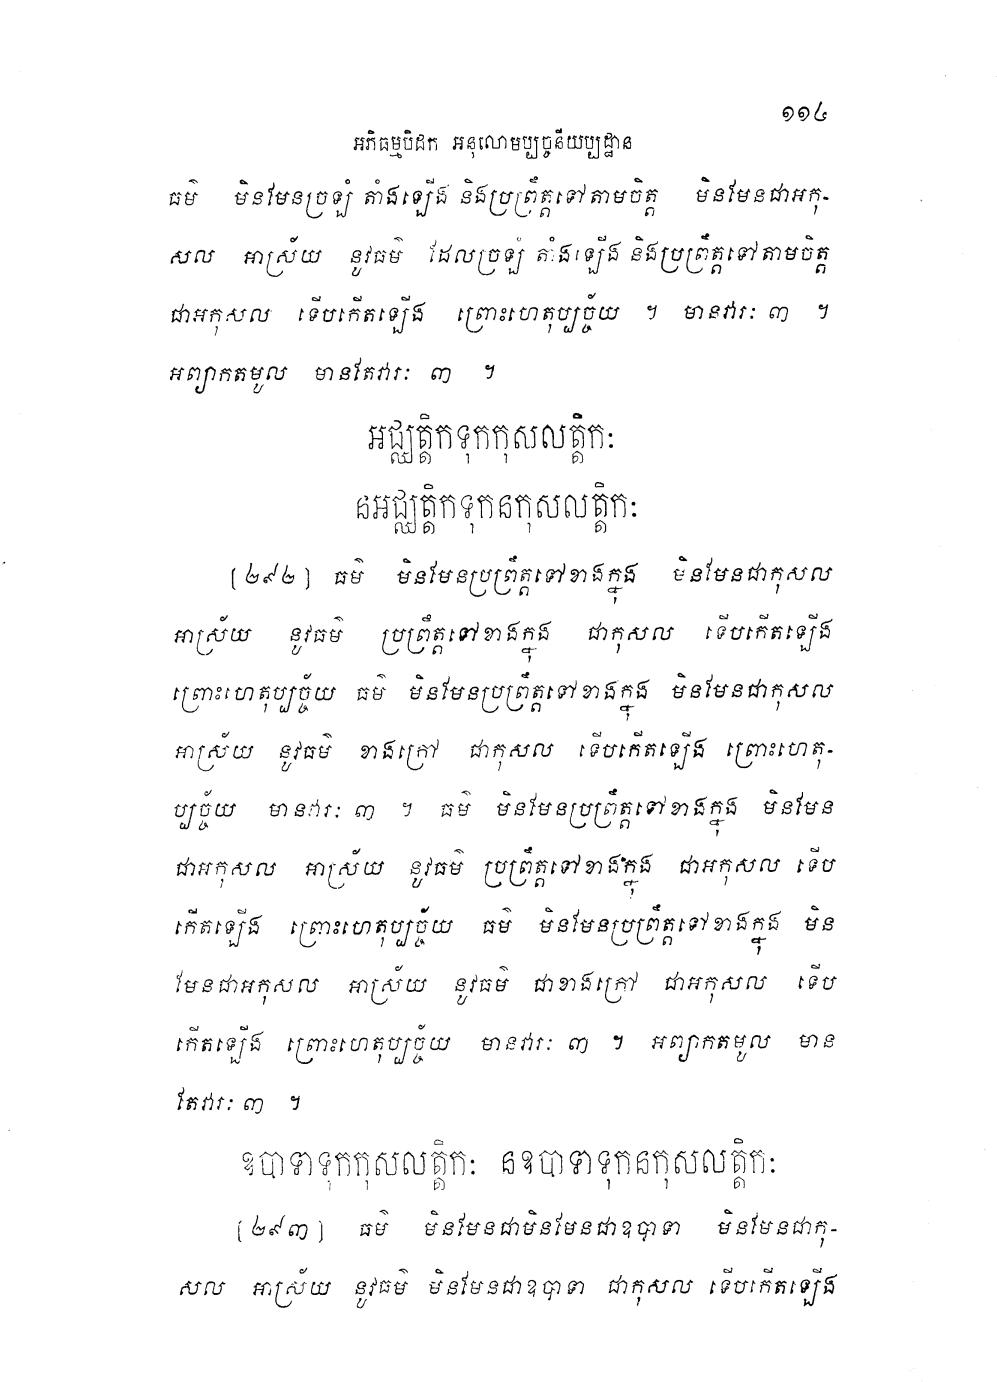 ១១៤
អភិធម្មបិដក អនុលោមប្បច្ចនីយប្បដ្ឋាន
ធម៌ មិនមែនច្រឡំ តាំងឡើង និងប្រព្រឹត្តទៅតាមចិត្ត មិនមែនជាអកុ-
សល អាស្រ័យ នូវធម៌ ដែលច្រឡំ តាំងឡើង និងប្រព្រឹត្តទៅតាមចិត្ត
ជាអកុសល ទើបកើតឡើង ព្រោះហេតុប្បច្ច័យ ។ មានវារៈ ៣ ។
អព្យាកតមូល មានតែវារៈ ៣ ។
អជ្ឈត្តិកទុកកុសលត្តិកៈ
នអជ្ឈត្តិកទុកនកុសលត្តិកៈ
[២៩២] ធម៌ មិនមែនប្រព្រឹត្តទៅខាងក្នុង មិនមែនជាកុសល
អាស្រ័យ នូវធម៌ ប្រព្រឹត្តទៅខាងក្នុង ជាកុសល ទើបកើតឡើង
ព្រោះហេតុប្បច្ច័យ ធម៌ មិនមែនប្រព្រឹត្តទៅខាងក្នុង មិនមែនជាកុសល
អាស្រ័យ នូវធម៌ ខាងក្រៅ ជាកុសល ទើបកើតឡើង ព្រោះហេតុ-
ប្បច្ច័យ មានវារៈ ៣ ។ ធម៌ មិនមែនប្រព្រឹត្តទៅខាងក្នុង មិនមែន
ជាអកុសល អាស្រ័យ នូវធម៌ ប្រព្រឹត្តទៅខាងក្នុង ជាអកុសល ទើប
កើតឡើង ព្រោះហេតុប្បច្ច័យ ធម៌ មិនមែនប្រព្រឹត្តទៅខាងក្នុង មិន
មែនជាអកុសល អាស្រ័យ នូវធម៌ ជាខាងក្រៅ ជាអកុសល ទើប
កើតឡើង ព្រោះហេតុប្បច្ច័យ មានវារៈ ៣ ។ អព្យាកតមូល មាន
តែវារៈ ៣ ។
ឧបាទាទុកកុសលត្តិកៈ នឧបាទាទុកនកុសលត្តិកៈ
[២៩៣] ធម៌ មិនមែនជាមិនមែនជាឧបាទា មិនមែនជាកុ-
សល អាស្រ័យ នូវធម៌ មិនមែនជាឧបាទា ជាកុសល ទើបកើតឡើង